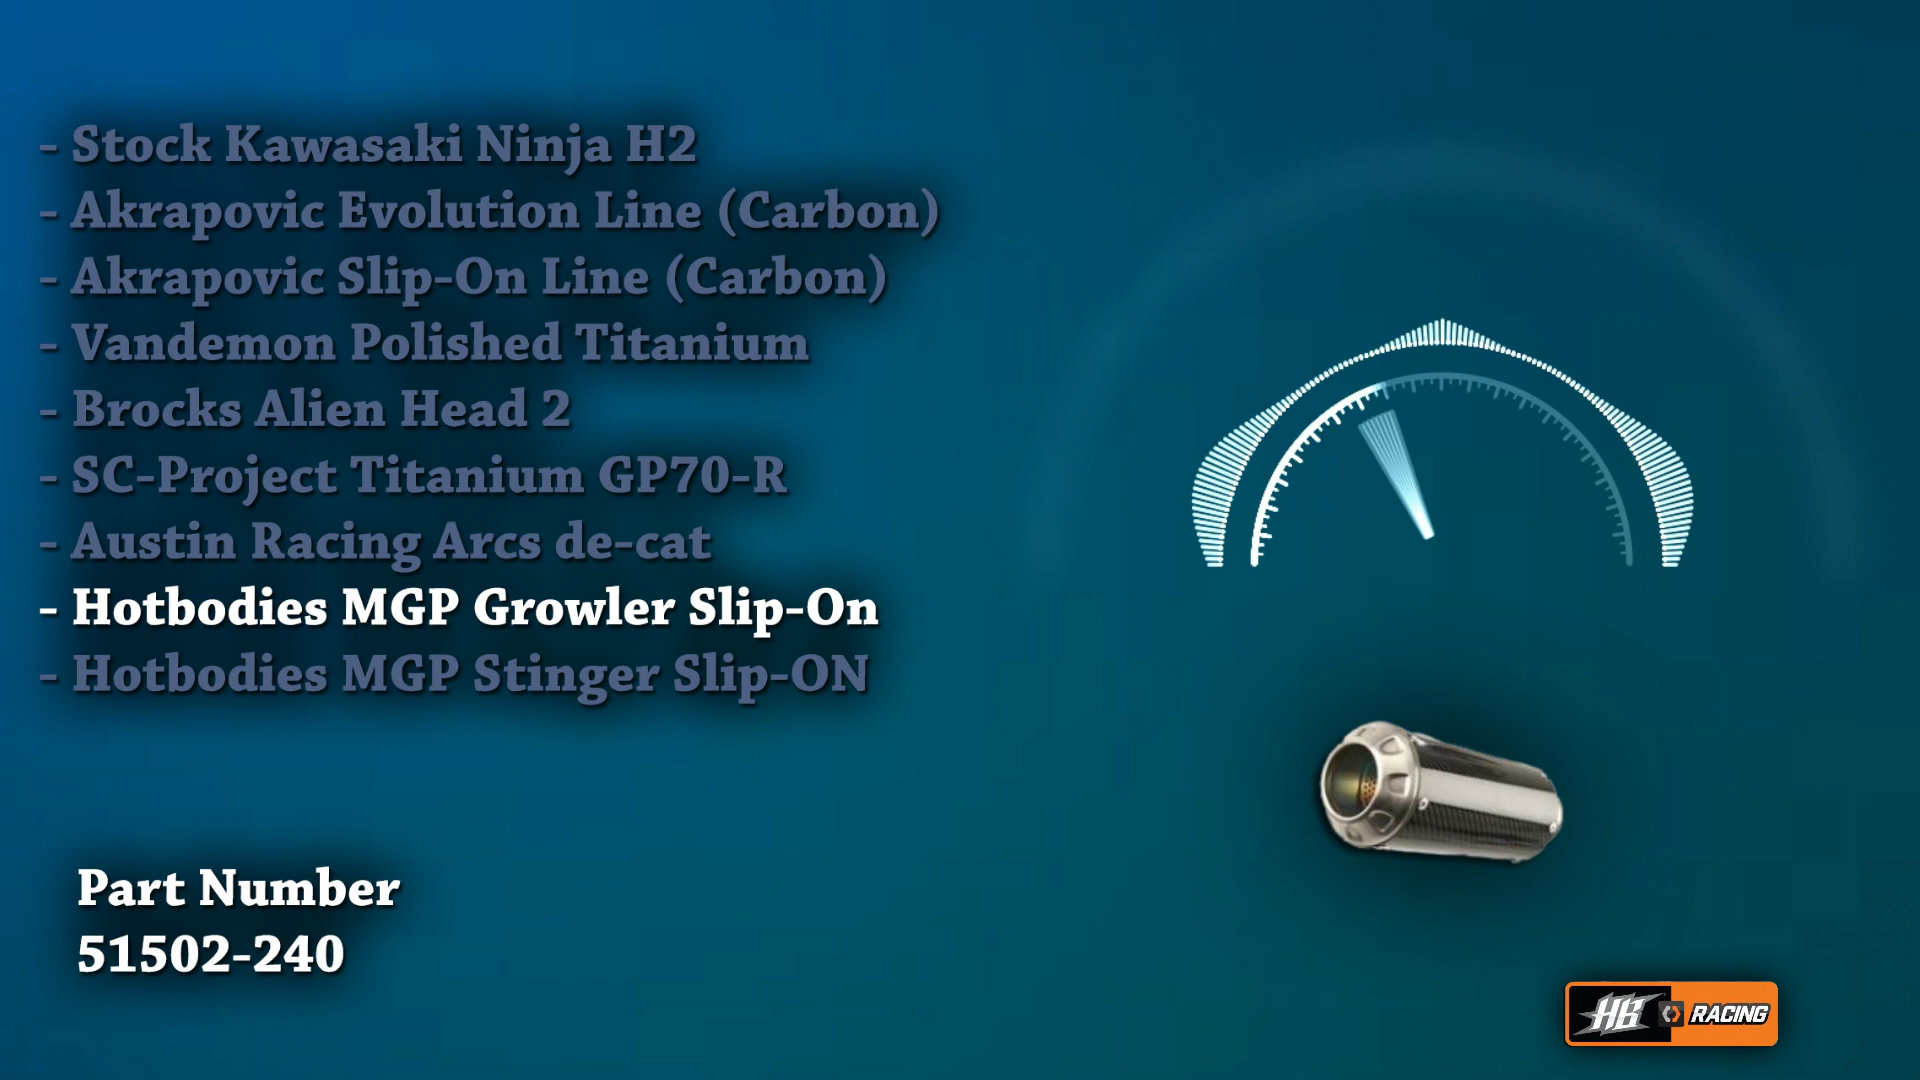 - Stock Kawasaki Ninja H2
- Akrapovic Evolution Line (Carbon)
- Akrapovic Slip-On Line (Carbon)
- Vandemon Polished Titanium
- Brocks Alien Head 2
- SC-Project Titanium GP70-R
- Austin Racing Arcs de-cat
- Hotbodies MGP Growler Slip-On
- Hotbodies MGP Stinger Slip-ON
Part Number
51502-240
HB RACING